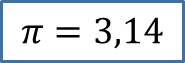 π = 3,14